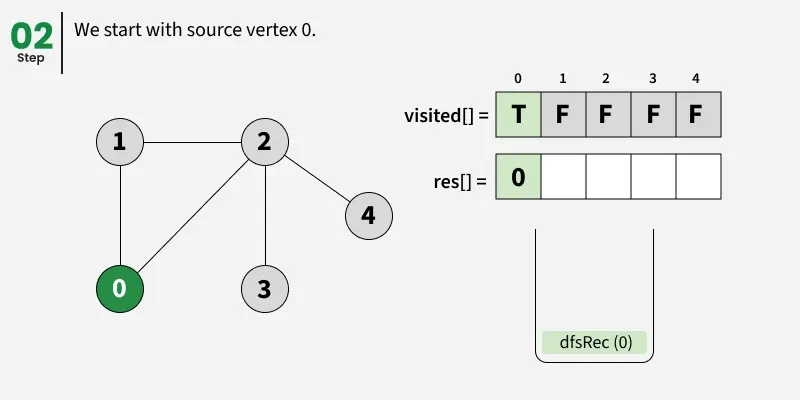 02
Step
We start with source vertex 0.
0 1 2 3 4
visited[] = T F F F F
res[] = 0
1 2
4
0 3
dfsRec (0)